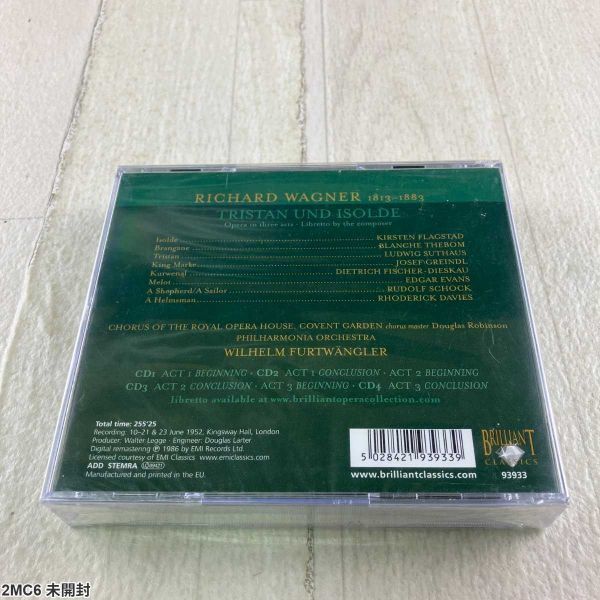 RICHARD WAGNER 1813–1883
TRISTAN UND ISOLDE
Opera in three acts · Libretto by the composer
Isolde KIRSTEN FLAGSTAD
Brangäne BLANCHE THEBOM
Tristan LUDWIG SUTHAUS
King Marke JOSEF GREINDL
Kurwenal DIETRICH FISCHER-DIESKAU
Melot EDGAR EVANS
A Shepherd/A Sailor RUDOLF SCHOCK
A Helmsman RHODERICK DAVIES
CHORUS OF THE ROYAL OPERA HOUSE, COVENT GARDEN chorus master Douglas Robinson
PHILHARMONIA ORCHESTRA
WILHELM FURTWÄNGLER
CD1 ACT 1 BEGINNING · CD2 ACT 1 CONCLUSION · ACT 2 BEGINNING
CD3 ACT 2 CONCLUSION · ACT 3 BEGINNING · CD4 ACT 3 CONCLUSION
libretto available at www.brilliantoperacollection.com
Total time: 255'25
Recording: 10–21 & 23 June 1952, Kingsway Hall, London
Producer: Walter Legge · Engineer: Douglas Larter
Digital remastering ℗ 1986 by EMI Records Ltd.
Licensed courtesy of EMI Classics www.emiclassics.com
ADD STEMRA LC 09421
Manufactured and printed in the EU.
5 028421 939339
www.brilliantclassics.com
BRILLIANT
CLASSICS
93933
2MC6 未開封